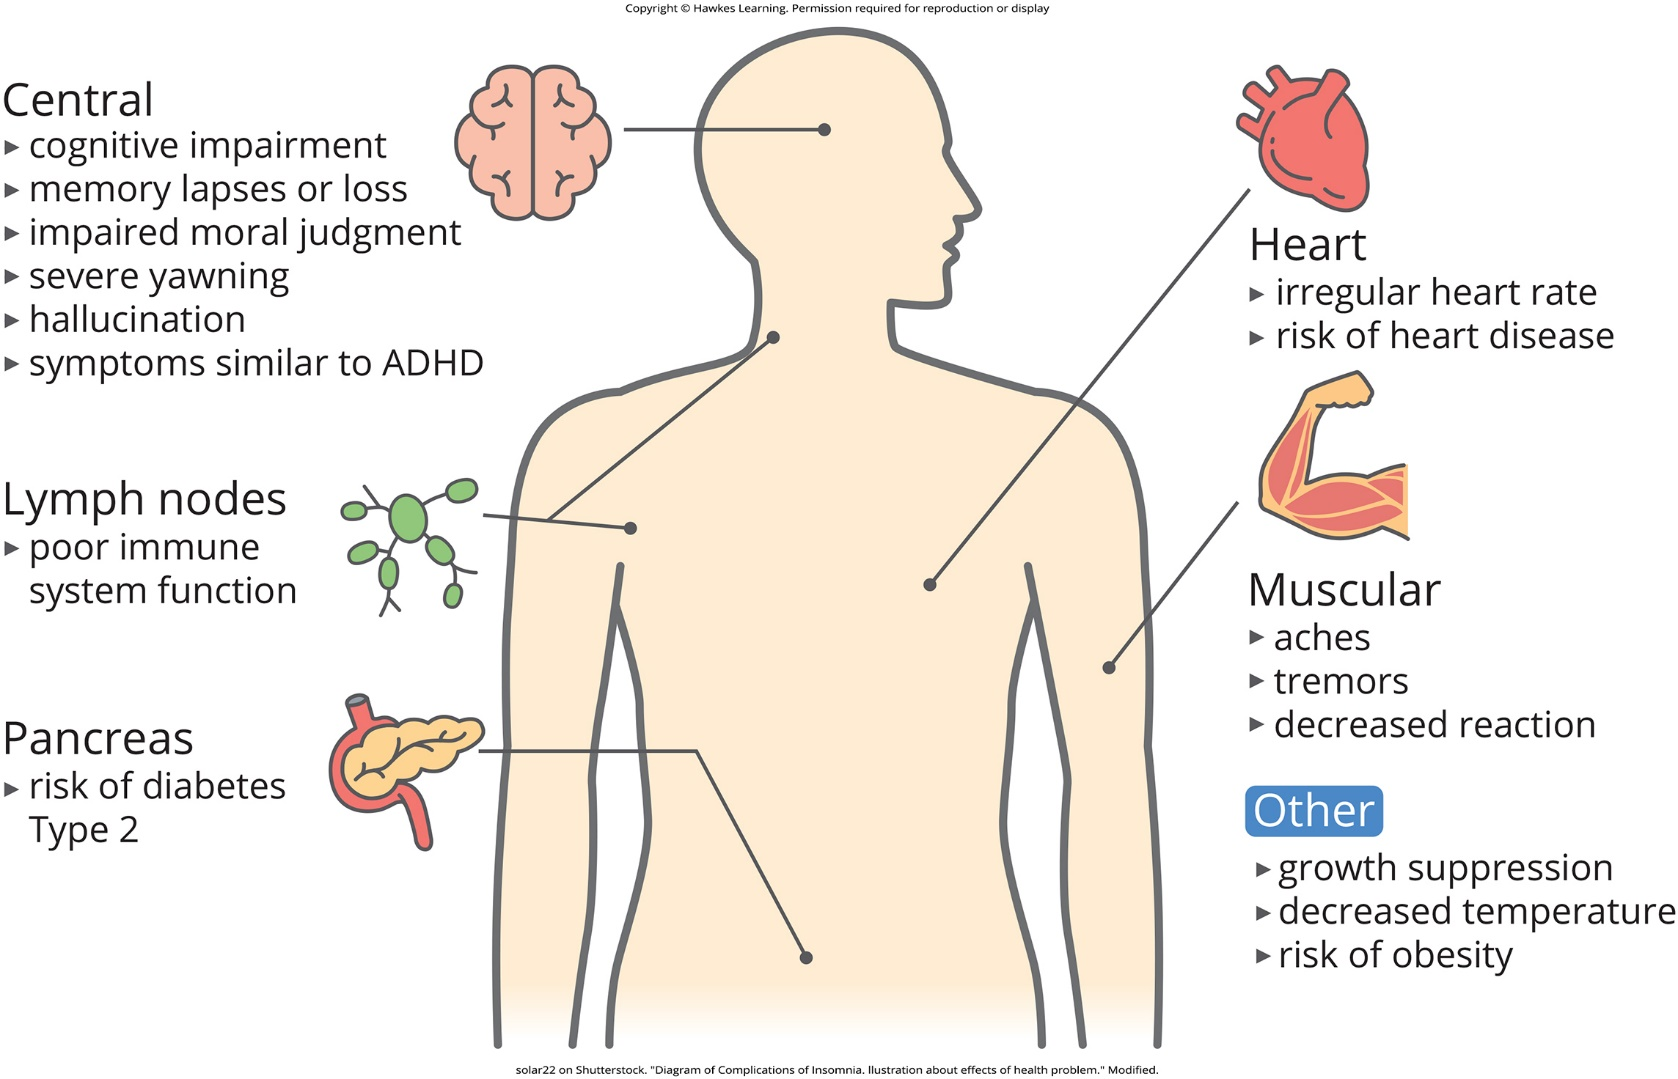 Copyright © Hawkes Learning. Permission required for reproduction or display
Central
▸ cognitive impairment
▸ memory lapses or loss
▸ impaired moral judgment
▸ severe yawning
▸ hallucination
▸ symptoms similar to ADHD
Lymph nodes
▸ poor immune
system function
Pancreas
▸ risk of diabetes
Type 2
Heart
▸ irregular heart rate
▸ risk of heart disease
Muscular
▸ aches
▸ tremors
▸ decreased reaction
Other
▸ growth suppression
▸ decreased temperature
▸ risk of obesity
solar22 on Shutterstock. "Diagram of Complications of Insomnia. llustration about effects of health problem." Modified.